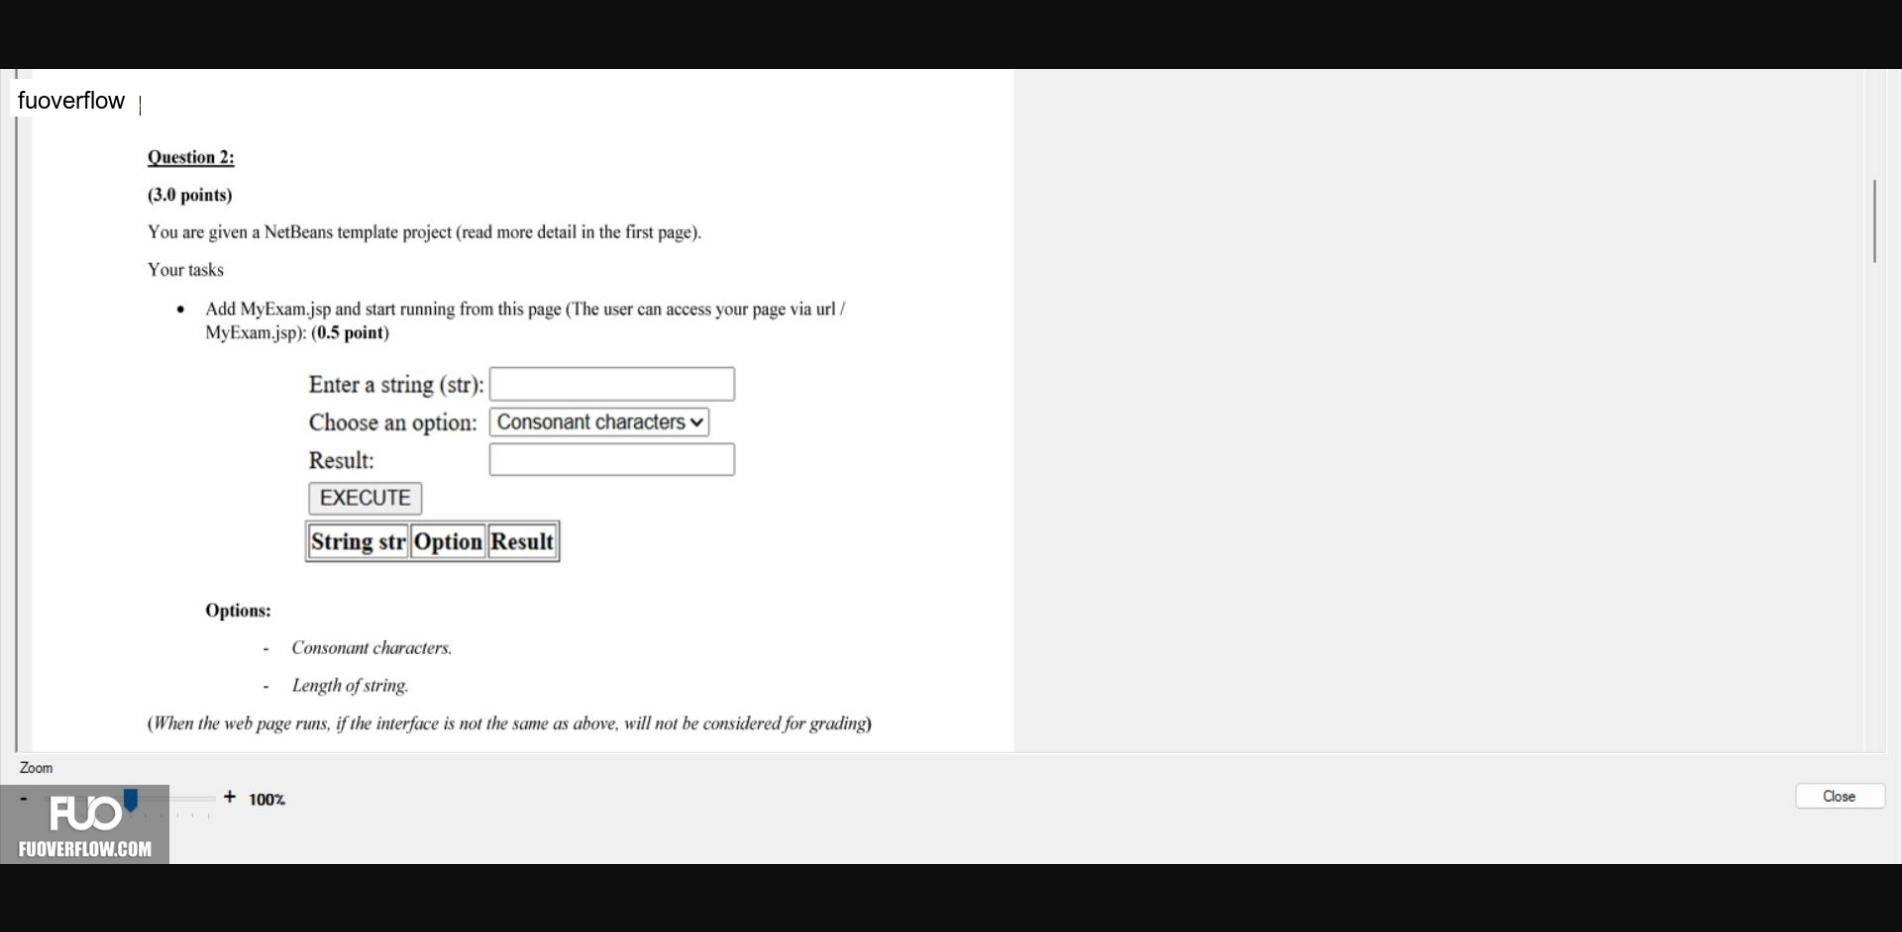 fuoverflow
Question 2:
(3.0 points)
You are given a NetBeans template project (read more detail in the first page).
Your tasks
• Add MyExam.jsp and start running from this page (The user can access your page via url /
MyExam.jsp): (0.5 point)
Enter a string (str):
Choose an option: Consonant characters
Result:
EXECUTE
String str Option Result
Options:
- Consonant characters.
- Length of string.
(When the web page runs, if the interface is not the same as above, will not be considered for grading)
Zoom
- + 100%
Close
FUO
FUOVERFLOW.COM